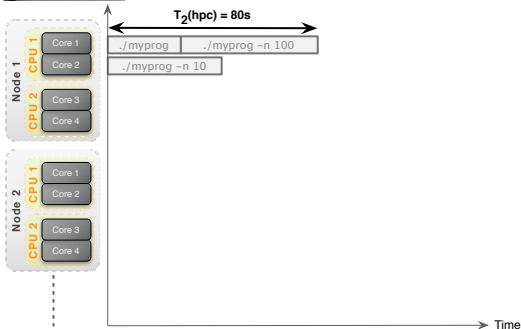 T2(hpc) = 80s
Node 1
CPU 1
Core 1
Core 2
CPU 2
Core 3
Core 4
./myprog
./myprog -n 100
./myprog -n 10
Node 2
CPU 1
Core 1
Core 2
CPU 2
Core 3
Core 4
Time